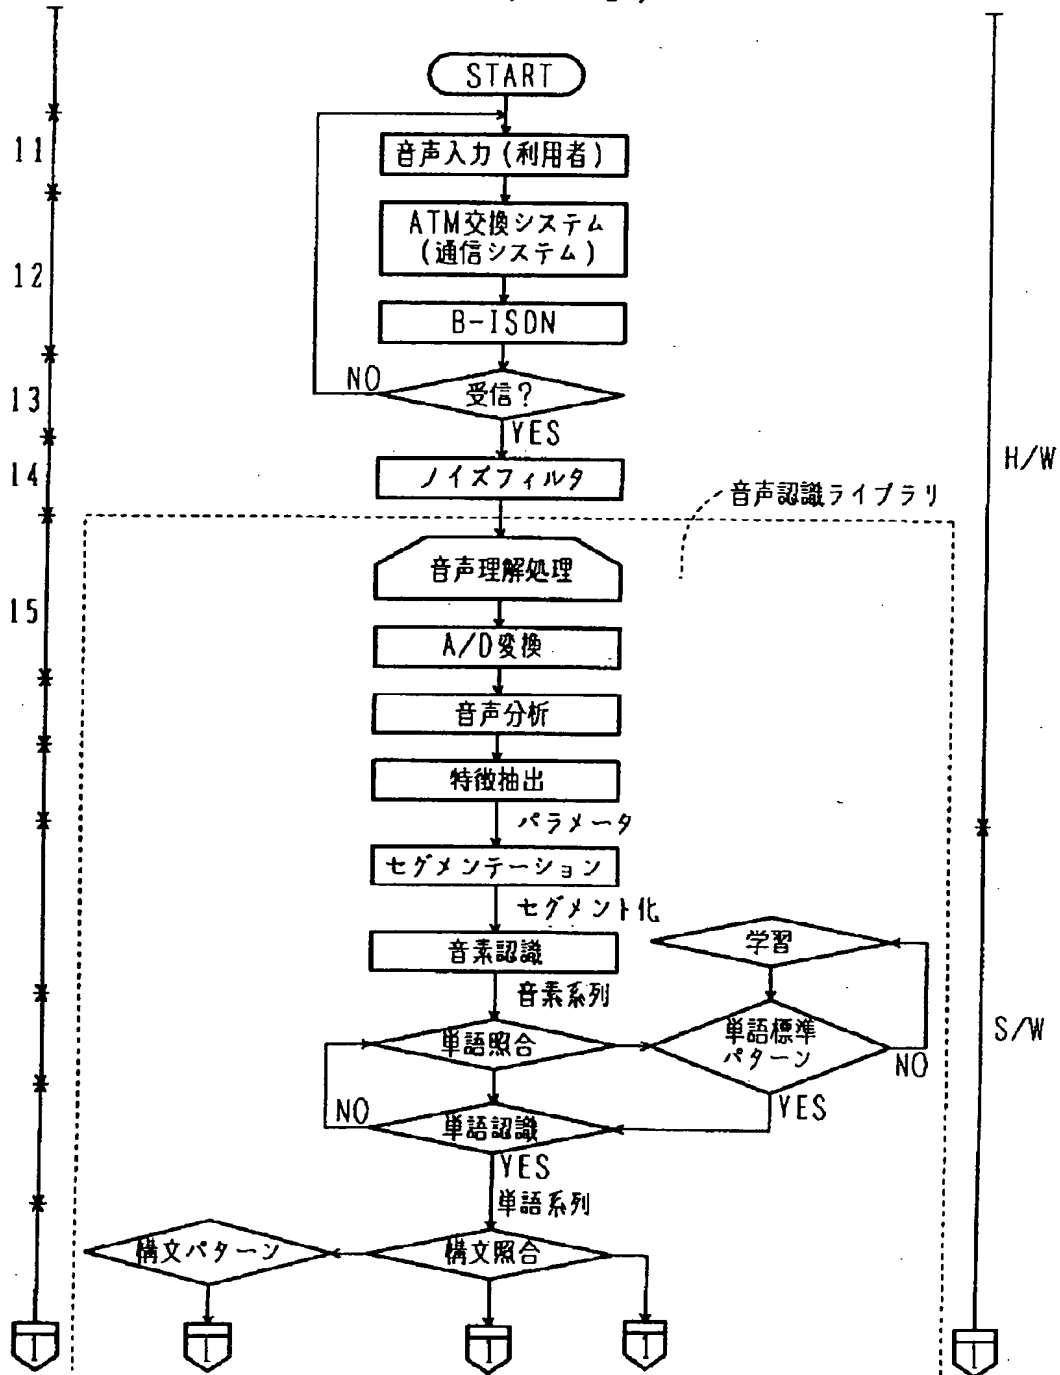 START
11
音声入力(利用者)
ATM交換システム
(通信システム)
12
B-ISDN
NO
13
受信?
YES
14
ノイズフィルタ
H/W
音声認識ライブラリ
音声理解処理
15
A/D変換
音声分析
特徴抽出
パラメータ
セグメンテーション
セグメント化
学習
音素認識
音素系列
単語照合
単語標準
パターン
NO
S/W
NO
単語認識
YES
YES
単語系列
構文パターン
構文照合
1
1
1
1
1